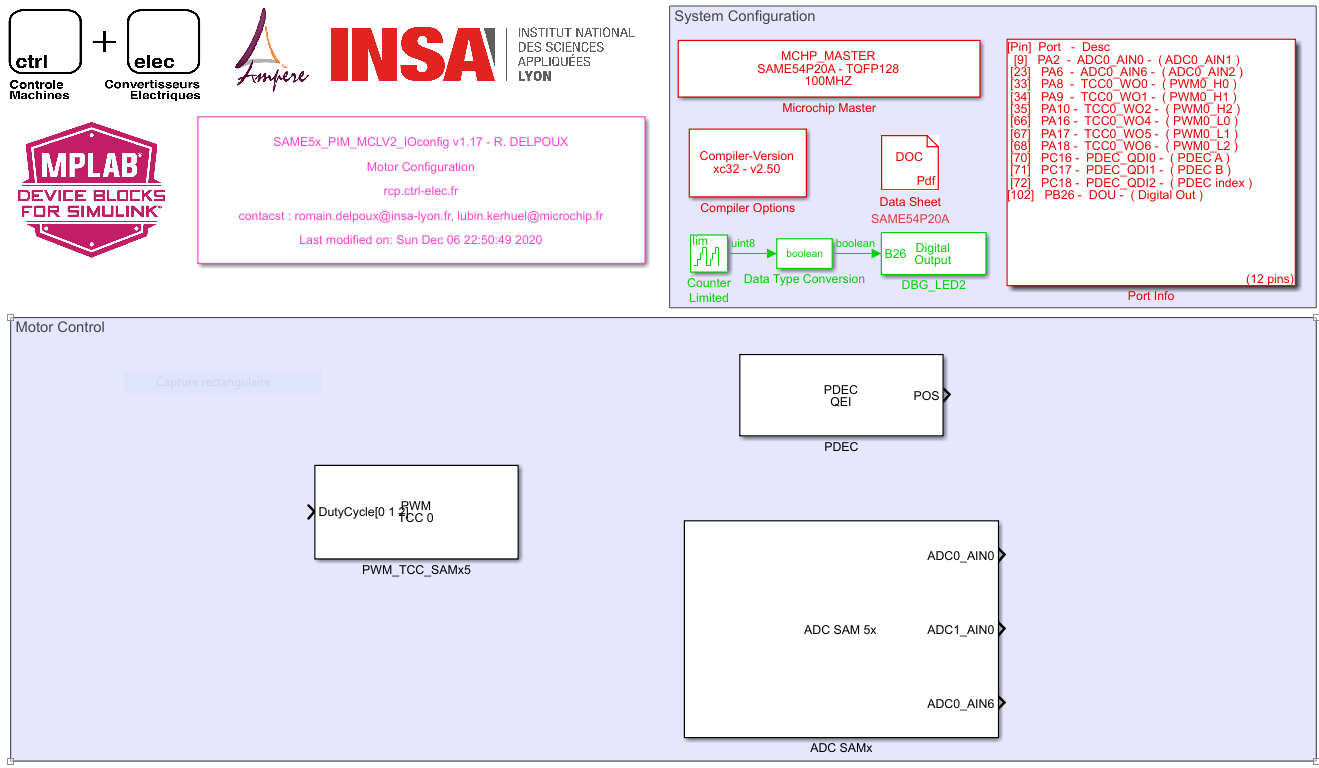 ctrl
elec
Controle
Machines
Convertisseurs
Electriques
Ampère
INSA
INSTITUT NATIONAL
DES SCIENCES
APPLIQUÉES
LYON
MPLAB
DEVICE BLOCKS
FOR SIMULINK
SAME5x_PIM_MCLV2_IOconfig v1.17 - R. DELPOUX
Motor Configuration
rcp.ctrl-elec.fr
contacst : romain.delpoux@insa-lyon.fr, lubin.kerhuel@microchip.fr
Last modified on: Sun Dec 06 22:50:49 2020
System Configuration
MCHP_MASTER
SAME54P20A - TQFP128
100MHZ
Microchip Master
Compiler-Version
xc32 - v2.50
Compiler Options
DOC
Pdf
Data Sheet
SAME54P20A
lim
uint8
boolean
boolean
B26
Digital
Output
Counter
Limited
Data Type Conversion
DBG_LED2
[Pin] Port - Desc
[9] PA2 - ADC0_AIN0 - ( ADC0_AIN1 )
[23] PA6 - ADC0_AIN6 - ( ADC0_AIN2 )
[33] PA8 - TCC0_WO0 - ( PWM0_H0 )
[34] PA9 - TCC0_WO1 - ( PWM0_H1 )
[35] PA10 - TCC0_WO2 - ( PWM0_H2 )
[66] PA16 - TCC0_WO4 - ( PWM0_L0 )
[67] PA17 - TCC0_WO5 - ( PWM0_L1 )
[68] PA18 - TCC0_WO6 - ( PWM0_L2 )
[70] PC16 - PDEC_QDI0 - ( PDEC A )
[71] PC17 - PDEC_QDI1 - ( PDEC B )
[72] PC18 - PDEC_QDI2 - ( PDEC index )
[102] PB26 - DOU - ( Digital Out )
(12 pins)
Port Info
Motor Control
Capture rectangulaire
DutyCycle[0 1 2]
PWM
TCC 0
PWM_TCC_SAMx5
PDEC
QEI
POS
PDEC
ADC SAM 5x
ADC0_AIN0
ADC1_AIN0
ADC0_AIN6
ADC SAMx